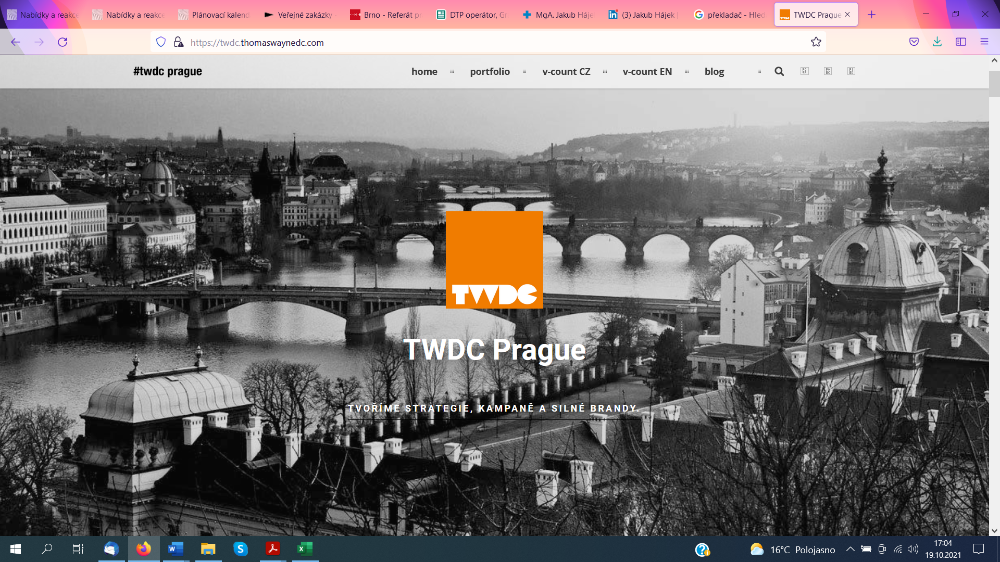 Nabídky a reakce
Nabídky a reakce
Plánovací kalend
Veřejné zakázky -
Brno - Referát pr
DTP operátor, Gr
MgA. Jakub Háje
(3) Jakub Hájek |
překladač - Hled
TWDC Prague
https://twdc.thomaswaynedc.com
#twdc prague
home
portfolio
v-count CZ
v-count EN
blog
TWDC
TWDC Prague
TVOŘÍME STRATEGIE, KAMPANĚ A SILNÉ BRANDY.
16°C Polojasno
17:04
19.10.2021